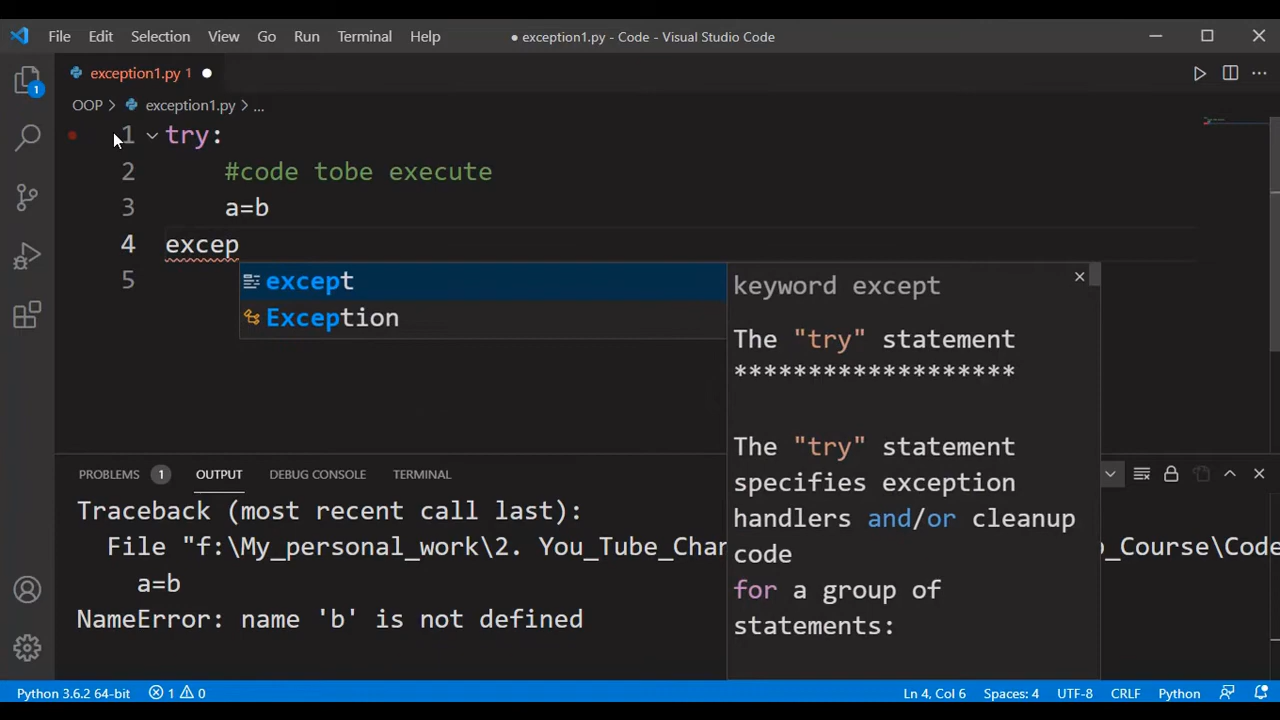 File Edit Selection View Go Run Terminal Help ● exception1.py - Code - Visual Studio Code
exception1.py 1 ●
OOP > exception1.py > ...
1 try:
2 #code tobe execute
3 a=b
4 excep
5
except
Exception
keyword except
The "try" statement
*******************
The "try" statement
specifies exception
handlers and/or cleanup
code
for a group of
statements:
1
PROBLEMS 1 OUTPUT DEBUG CONSOLE TERMINAL
Traceback (most recent call last):
File "f:\My_personal_work\2. You_Tube_Chan p_Course\Code
a=b
NameError: name 'b' is not defined
Python 3.6.2 64-bit 1 0 Ln 4, Col 6 Spaces: 4 UTF-8 CRLF Python